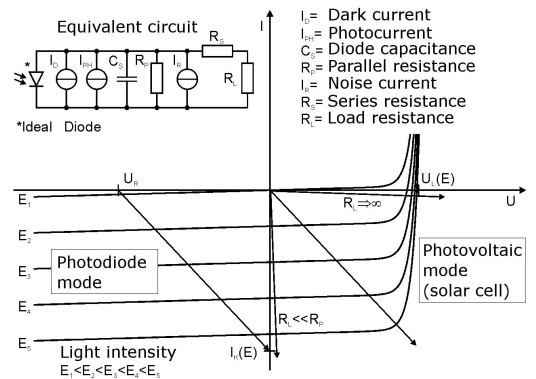 Equivalent circuit
I
I_D= Dark current
I_PH= Photocurrent
C_S= Diode capacitance
R_P= Parallel resistance
I_R= Noise current
R_S= Series resistance
R_L= Load resistance
* I_D I_PH C_S R_P I_R R_S R_L
*Ideal Diode
U_R
U_L(E)
U
E_1
R_L⇒∞
E_2
Photodiode
mode
Photovoltaic
mode
(solar cell)
E_3
E_4
R_L<<R_P
E_5
Light intensity
I_K(E)
E_1<E_2<E_3<E_4<E_5